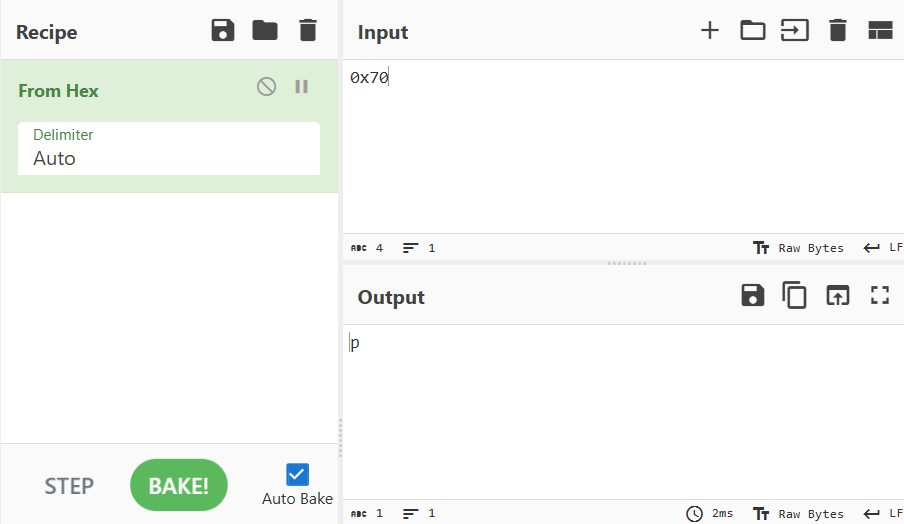 Recipe
From Hex
Delimiter
Auto
STEP
BAKE!
Auto Bake
Input
0x70
ABC 4
1
Raw Bytes
LF
Output
p
ABC 1
1
2ms
Raw Bytes
LF